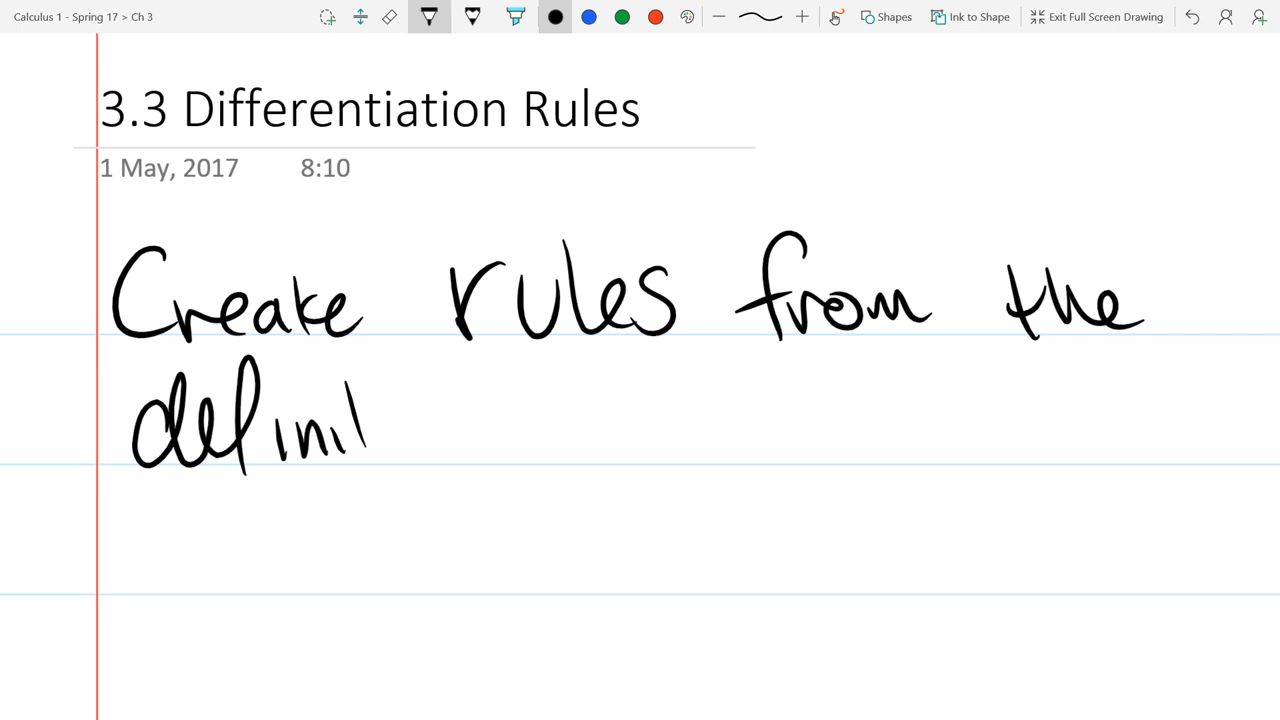 Calculus 1 - Spring 17 > Ch 3
Shapes
Ink to Shape
Exit Full Screen Drawing
3.3 Differentiation Rules
1 May, 2017 8:10
Create rules from the